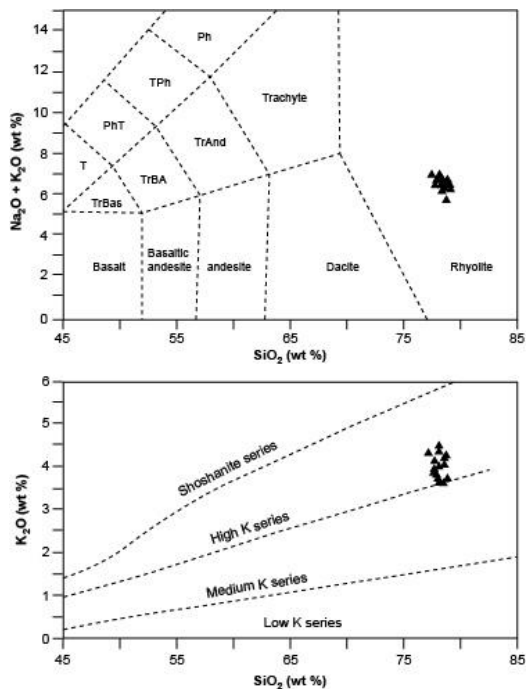 14
12
10
8
6
4
2
0
Na₂O + K₂O (wt %)
Ph
TPh
Trachyte
PhT
TrAnd
T
TrBA
TrBas
Basalt
Basaltic
andesite
andesite
Dacite
Rhyolite
45 55 65 75 85
SiO₂ (wt %)
6
5
4
3
2
1
0
K₂O (wt %)
Shoshanite series
High K series
Medium K series
Low K series
45 55 65 75 85
SiO₂ (wt %)